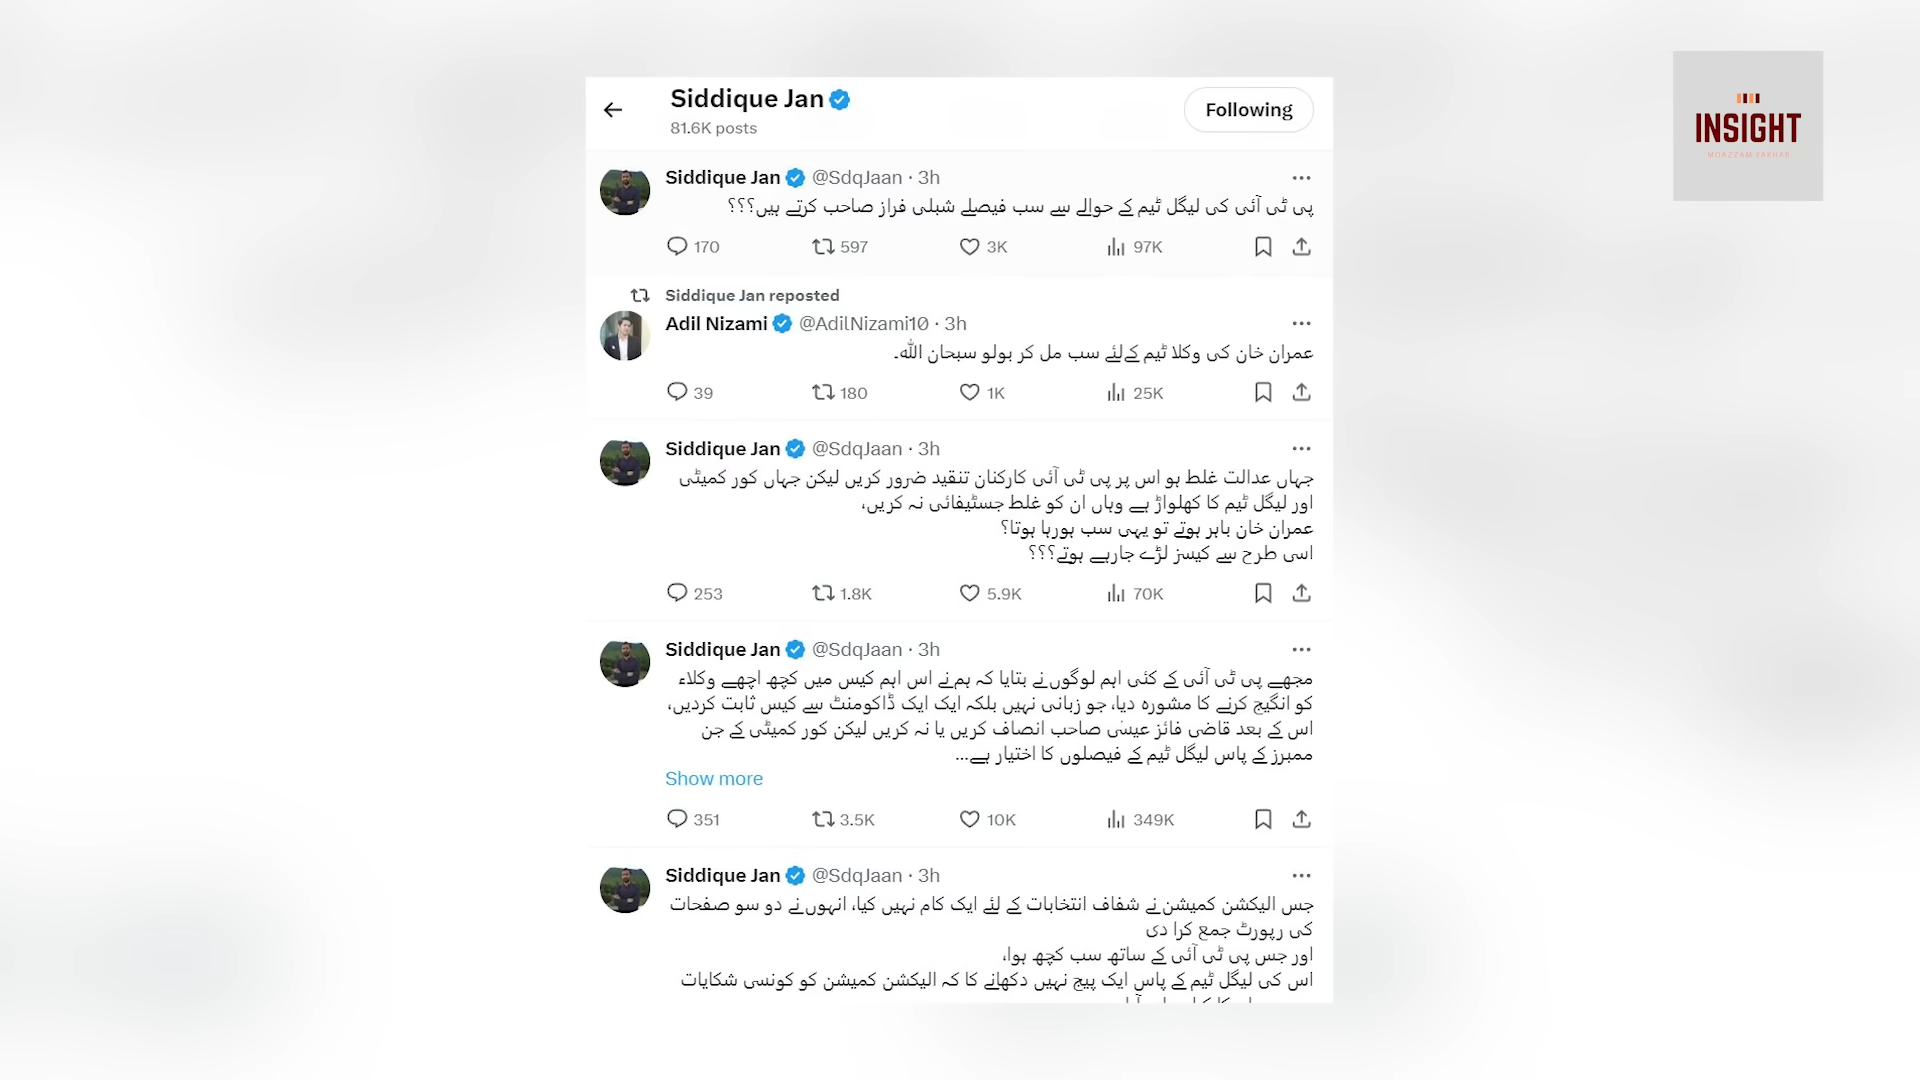 Siddique Jan
81.6K posts
Following
INSIGHT
MOAZZAM FAKHAR
Siddique Jan @SdqJaan · 3h
پی ٹی آئی کی لیگل ٹیم کے حوالے سے سب فیصلے شبلی فراز صاحب کرتے ہیں؟؟؟
170 597 3K 97K
Siddique Jan reposted
Adil Nizami @AdilNizami10 · 3h
عمران خان کی وکلا ٹیم کےلئے سب مل کر بولو سبحان اللّٰہ۔
39 180 1K 25K
Siddique Jan @SdqJaan · 3h
جہاں عدالت غلط ہو اس پر پی ٹی آئی کارکنان تنقید ضرور کریں لیکن جہاں کور کمیٹی
اور لیگل ٹیم کا کھلواڑ ہے وہاں ان کو غلط جسٹیفائی نہ کریں،
عمران خان باہر ہوتے تو یہی سب ہورہا ہوتا؟
اسی طرح سے کیسز لڑے جارہے ہوتے؟؟؟
253 1.8K 5.9K 70K
Siddique Jan @SdqJaan · 3h
مجھے پی ٹی آئی کے کئی اہم لوگوں نے بتایا کہ ہم نے اس اہم کیس میں کچھ اچھے وکلاء
کو انگیج کرنے کا مشورہ دیا، جو زبانی نہیں بلکہ ایک ایک ڈاکومنٹ سے کیس ثابت کردیں،
اس کے بعد قاضی فائز عیسٰی صاحب انصاف کریں یا نہ کریں لیکن کور کمیٹی کے جن
ممبرز کے پاس لیگل ٹیم کے فیصلوں کا اختیار ہے...
Show more
351 3.5K 10K 349K
Siddique Jan @SdqJaan · 3h
جس الیکشن کمیشن نے شفاف انتخابات کے لئے ایک کام نہیں کیا، انہوں نے دو سو صفحات
کی رپورٹ جمع کرا دی
اور جس پی ٹی آئی کے ساتھ سب کچھ ہوا،
اس کی لیگل ٹیم کے پاس ایک پیج نہیں دکھانے کا کہ الیکشن کمیشن کو کونسی شکایات